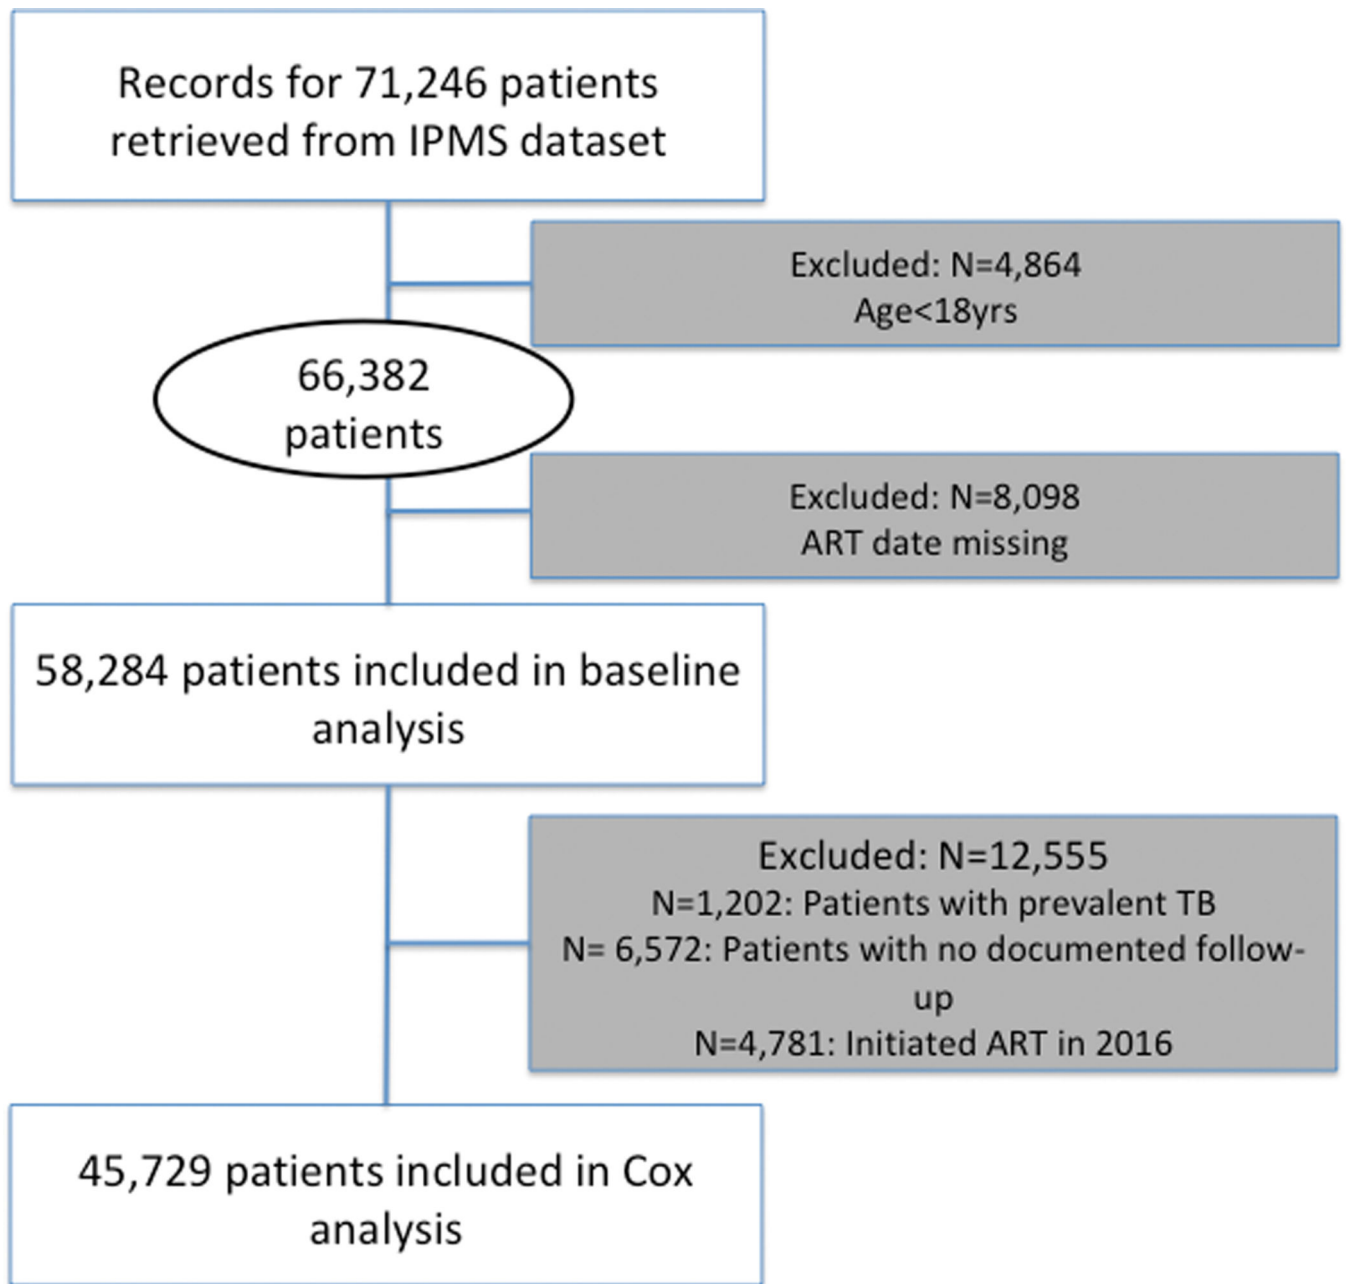 Records for 71,246 patients
retrieved from IPMS dataset
Excluded: N=4,864
Age<18yrs
66,382
patients
Excluded: N=8,098
ART date missing
58,284 patients included in baseline
analysis
Excluded: N=12,555
N=1,202: Patients with prevalent TB
N= 6,572: Patients with no documented follow-
up
N=4,781: Initiated ART in 2016
45,729 patients included in Cox
analysis